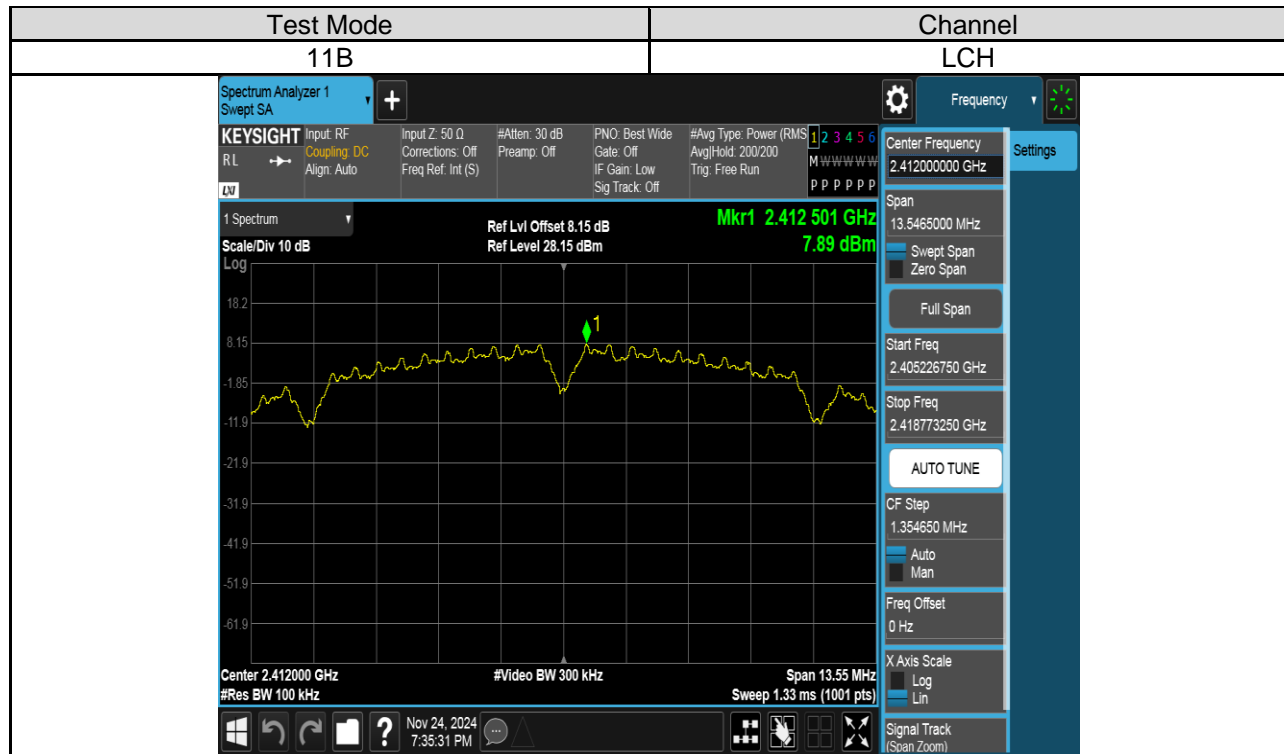 Test Mode Channel
11B LCH
Spectrum Analyzer 1
Swept SA
+
Frequency
KEYSIGHT
RL
LXI
Input: RF
Coupling: DC
Align: Auto
Input Z: 50 Ω
Corrections: Off
Freq Ref: Int (S)
#Atten: 30 dB
Preamp: Off
PNO: Best Wide
Gate: Off
IF Gain: Low
Sig Track: Off
#Avg Type: Power (RMS
Avg|Hold: 200/200
Trig: Free Run
1 2 3 4 5 6
M W W W W W
P P P P P P
1 Spectrum
Ref Lvl Offset 8.15 dB
Mkr1 2.412 501 GHz
Scale/Div 10 dB
Ref Level 28.15 dBm
7.89 dBm
Log
18.2
8.15
-1.85
-11.9
-21.9
-31.9
-41.9
-51.9
-61.9
1
Center 2.412000 GHz
#Video BW 300 kHz
Span 13.55 MHz
#Res BW 100 kHz
Sweep 1.33 ms (1001 pts)
?
Nov 24, 2024
7:35:31 PM
Center Frequency
2.412000000 GHz
Settings
Span
13.5465000 MHz
Swept Span
Zero Span
Full Span
Start Freq
2.405226750 GHz
Stop Freq
2.418773250 GHz
AUTO TUNE
CF Step
1.354650 MHz
Auto
Man
Freq Offset
0 Hz
X Axis Scale
Log
Lin
Signal Track
(Span Zoom)